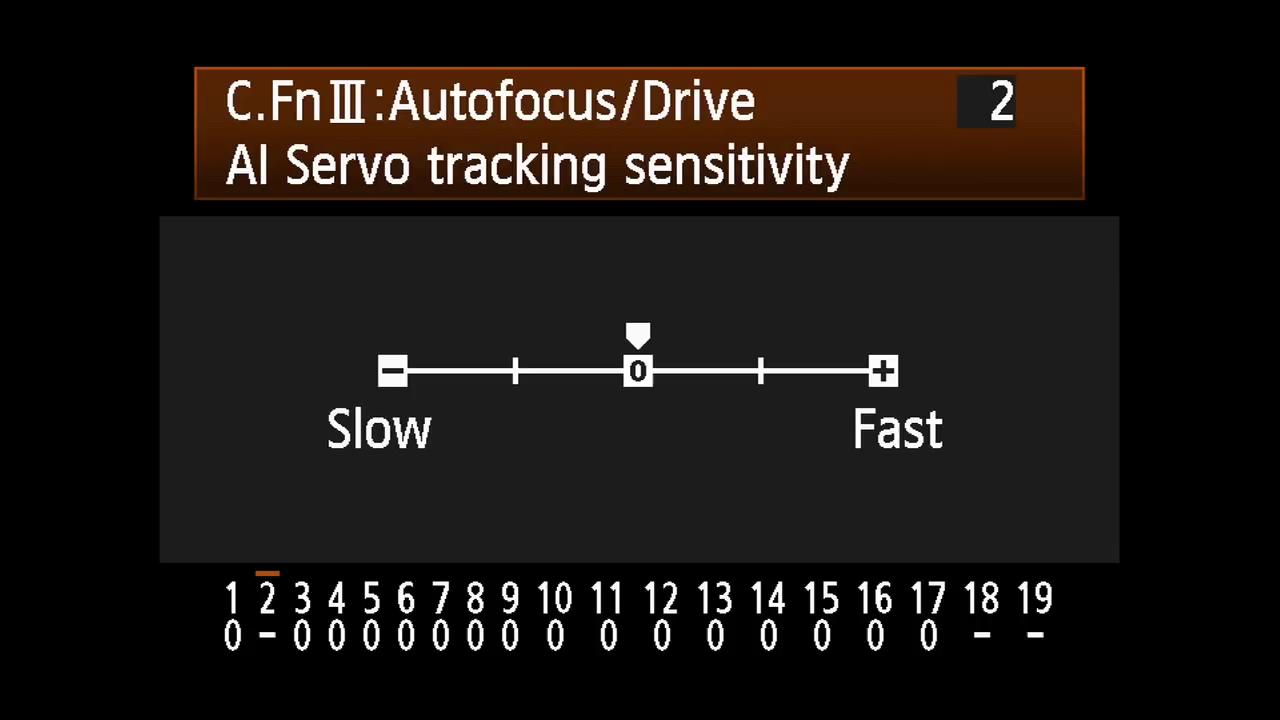 C.FnⅢ:Autofocus/Drive 2
AI Servo tracking sensitivity
− 0 +
Slow Fast
1 2 3 4 5 6 7 8 9 10 11 12 13 14 15 16 17 18 19
0 - 0 0 0 0 0 0 0 0 0 0 0 0 0 0 0 - -